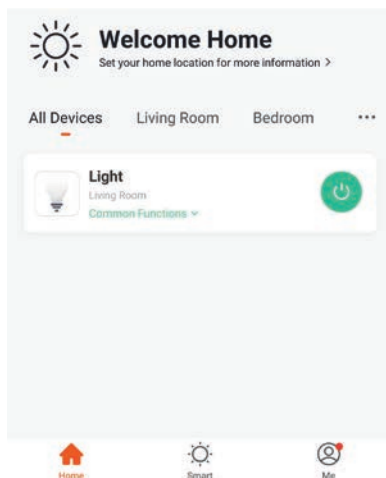 Welcome Home
Set your home location for more information >
All Devices Living Room Bedroom ...
Light
Living Room
Common Functions
Home Smart Me